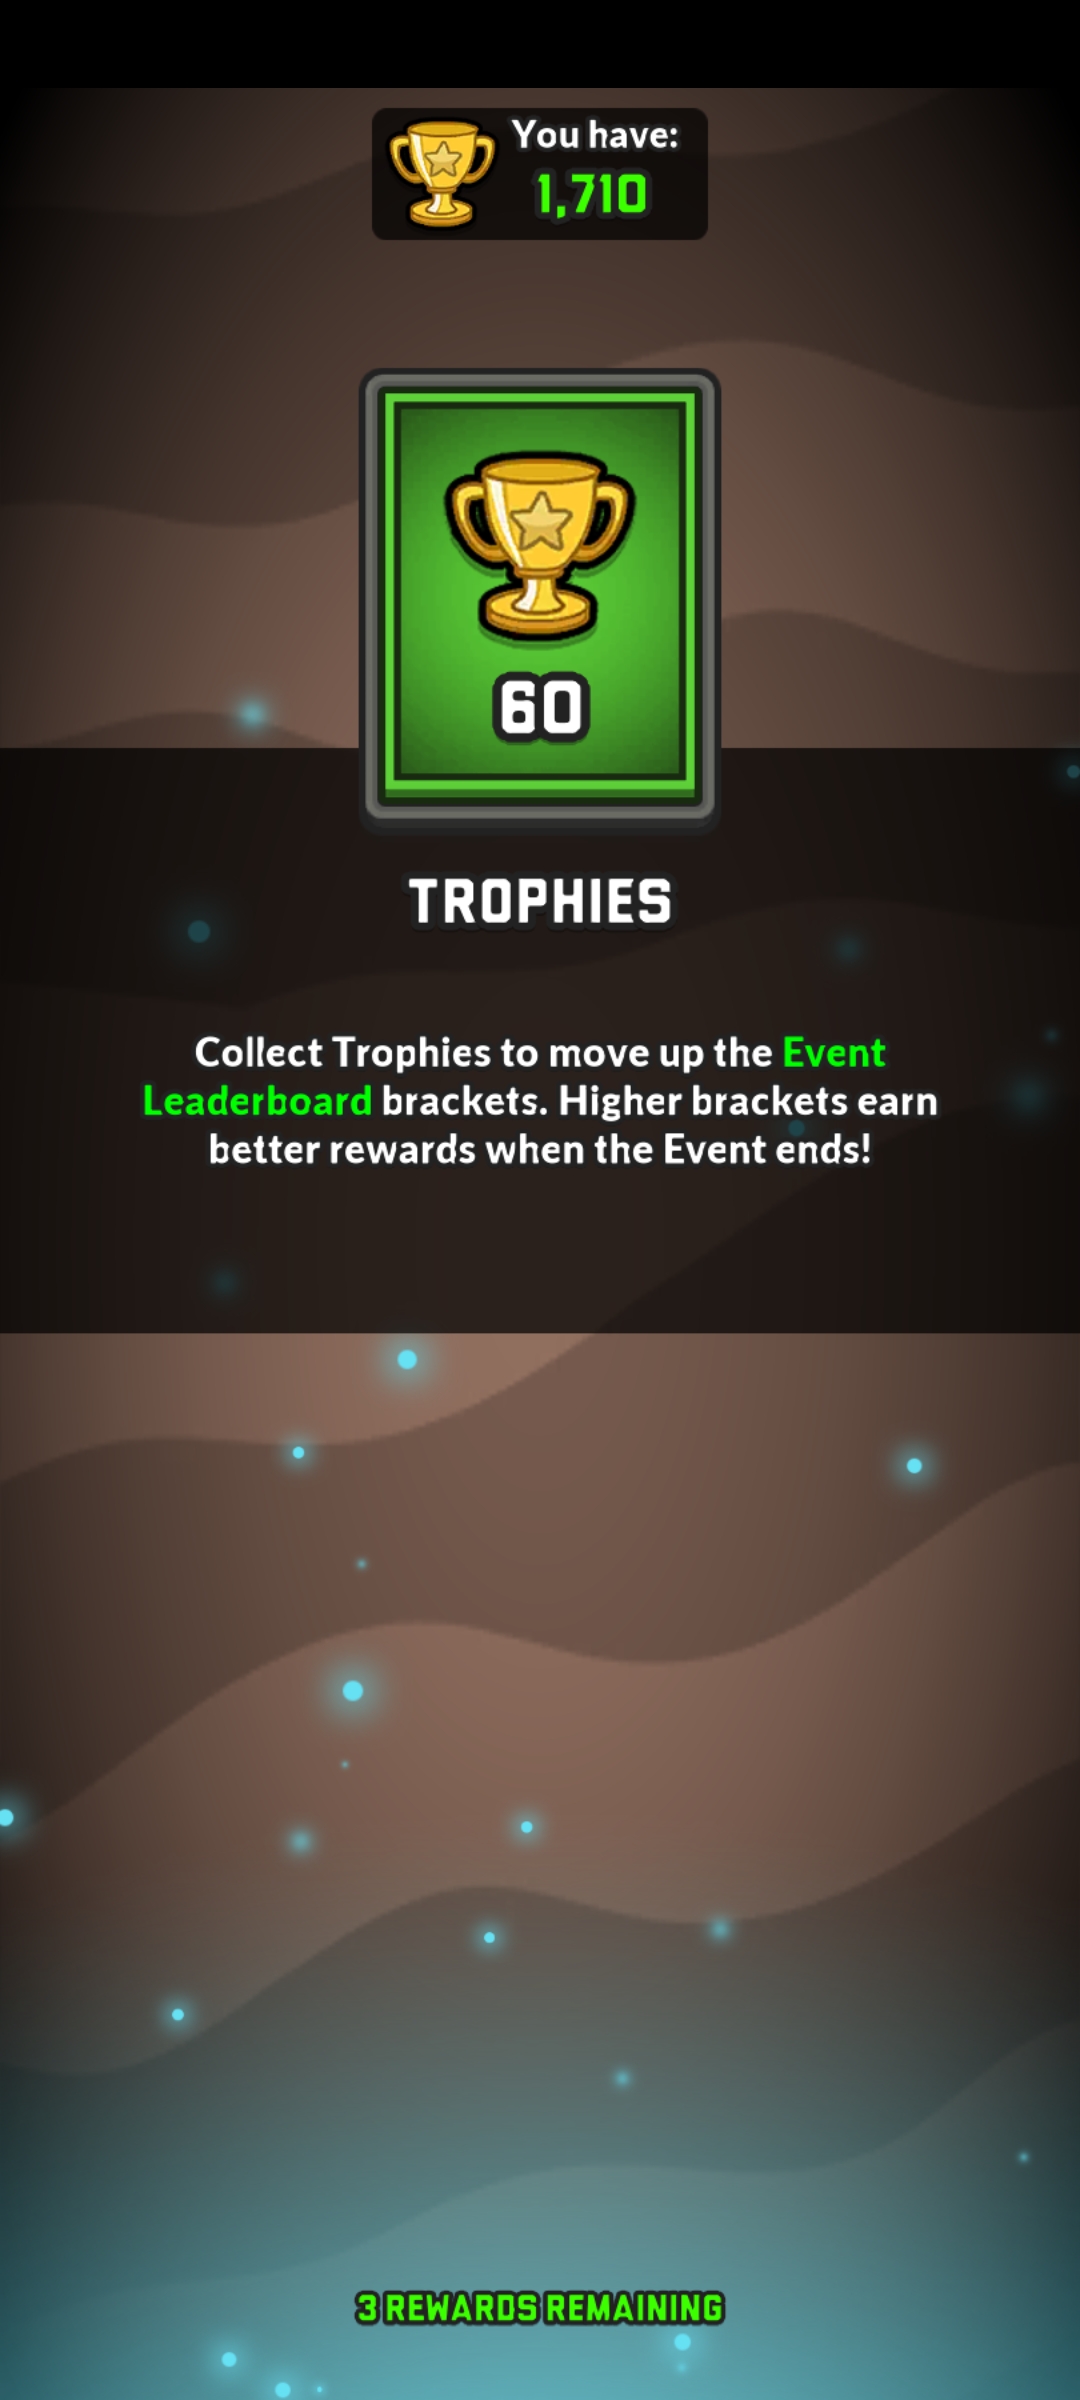 You have:
1,710
60
TROPHIES
Collect Trophies to move up the Event
Leaderboard brackets. Higher brackets earn
better rewards when the Event ends!
3 REWARDS REMAINING